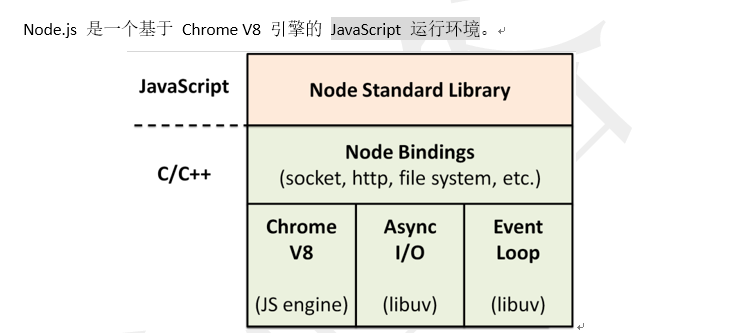 Node.js 是一个基于 Chrome V8 引擎的 JavaScript 运行环境。
JavaScript
Node Standard Library
C/C++
Node Bindings
(socket, http, file system, etc.)
Chrome V8
(JS engine)
Async I/O
(libuv)
Event Loop
(libuv)